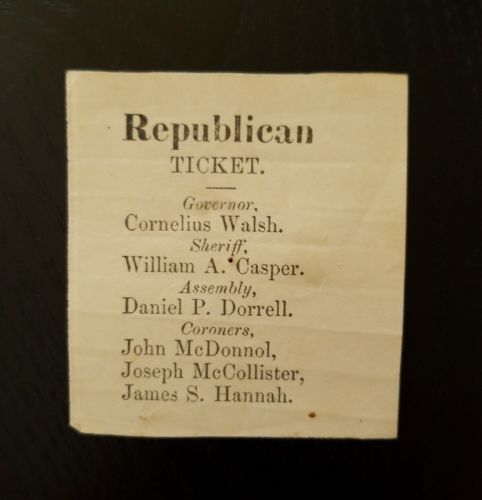 Republican
TICKET.
Governor,
Cornelius Walsh.
Sheriff,
William A. Casper.
Assembly,
Daniel P. Dorrell.
Coroners,
John McDonnol,
Joseph McCollister,
James S. Hannah.